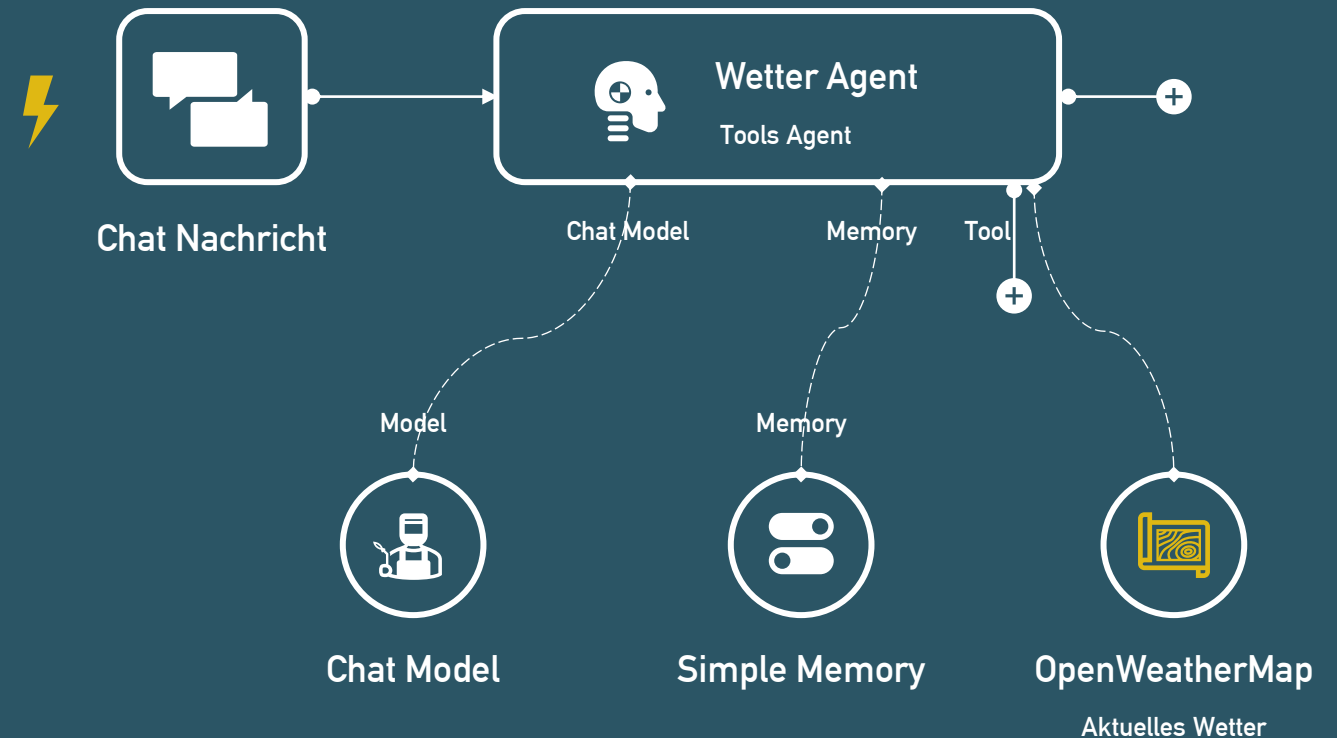 Wetter Agent
Tools Agent
Chat Nachricht
Chat Model
Memory
Tool
Model
Memory
Chat Model
Simple Memory
OpenWeatherMap
Aktuelles Wetter